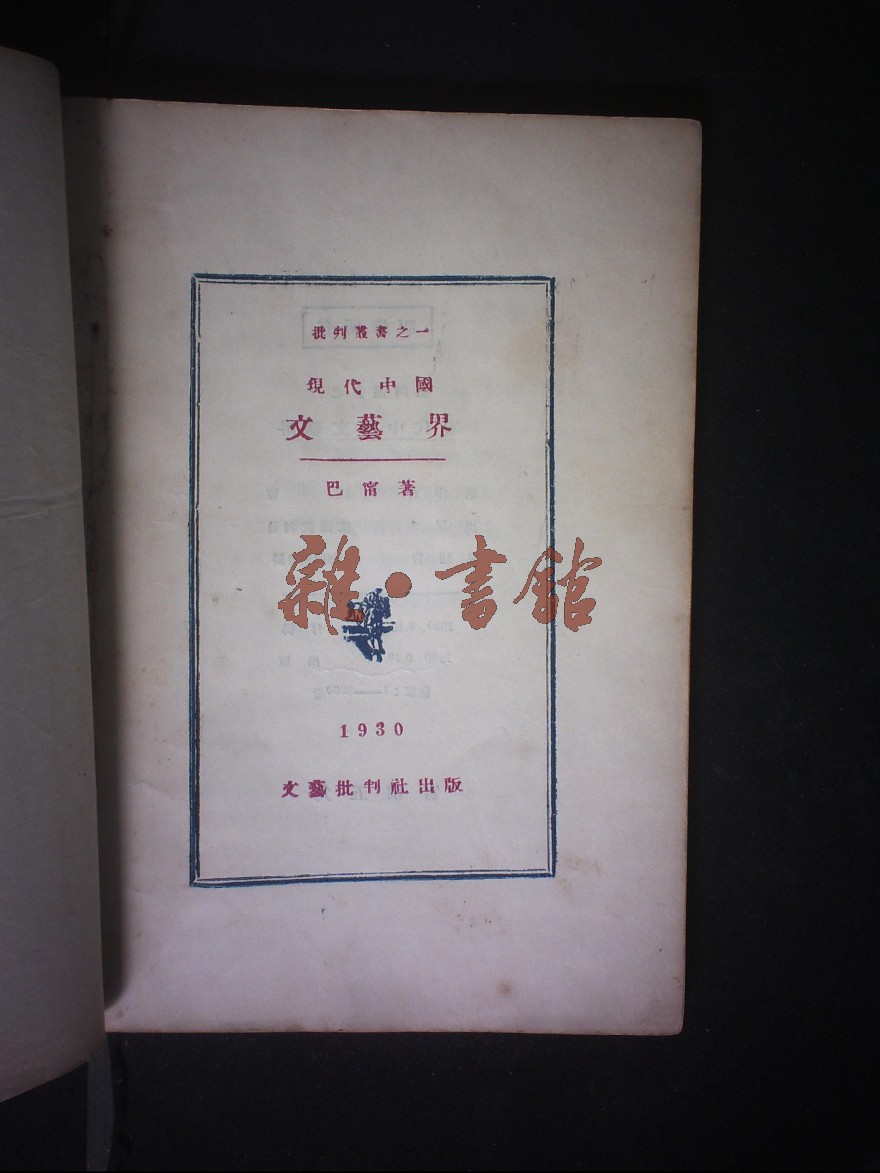 批判叢書之一
現代中國
文藝界
巴甯著
雜·書館
1930
文藝批判社出版